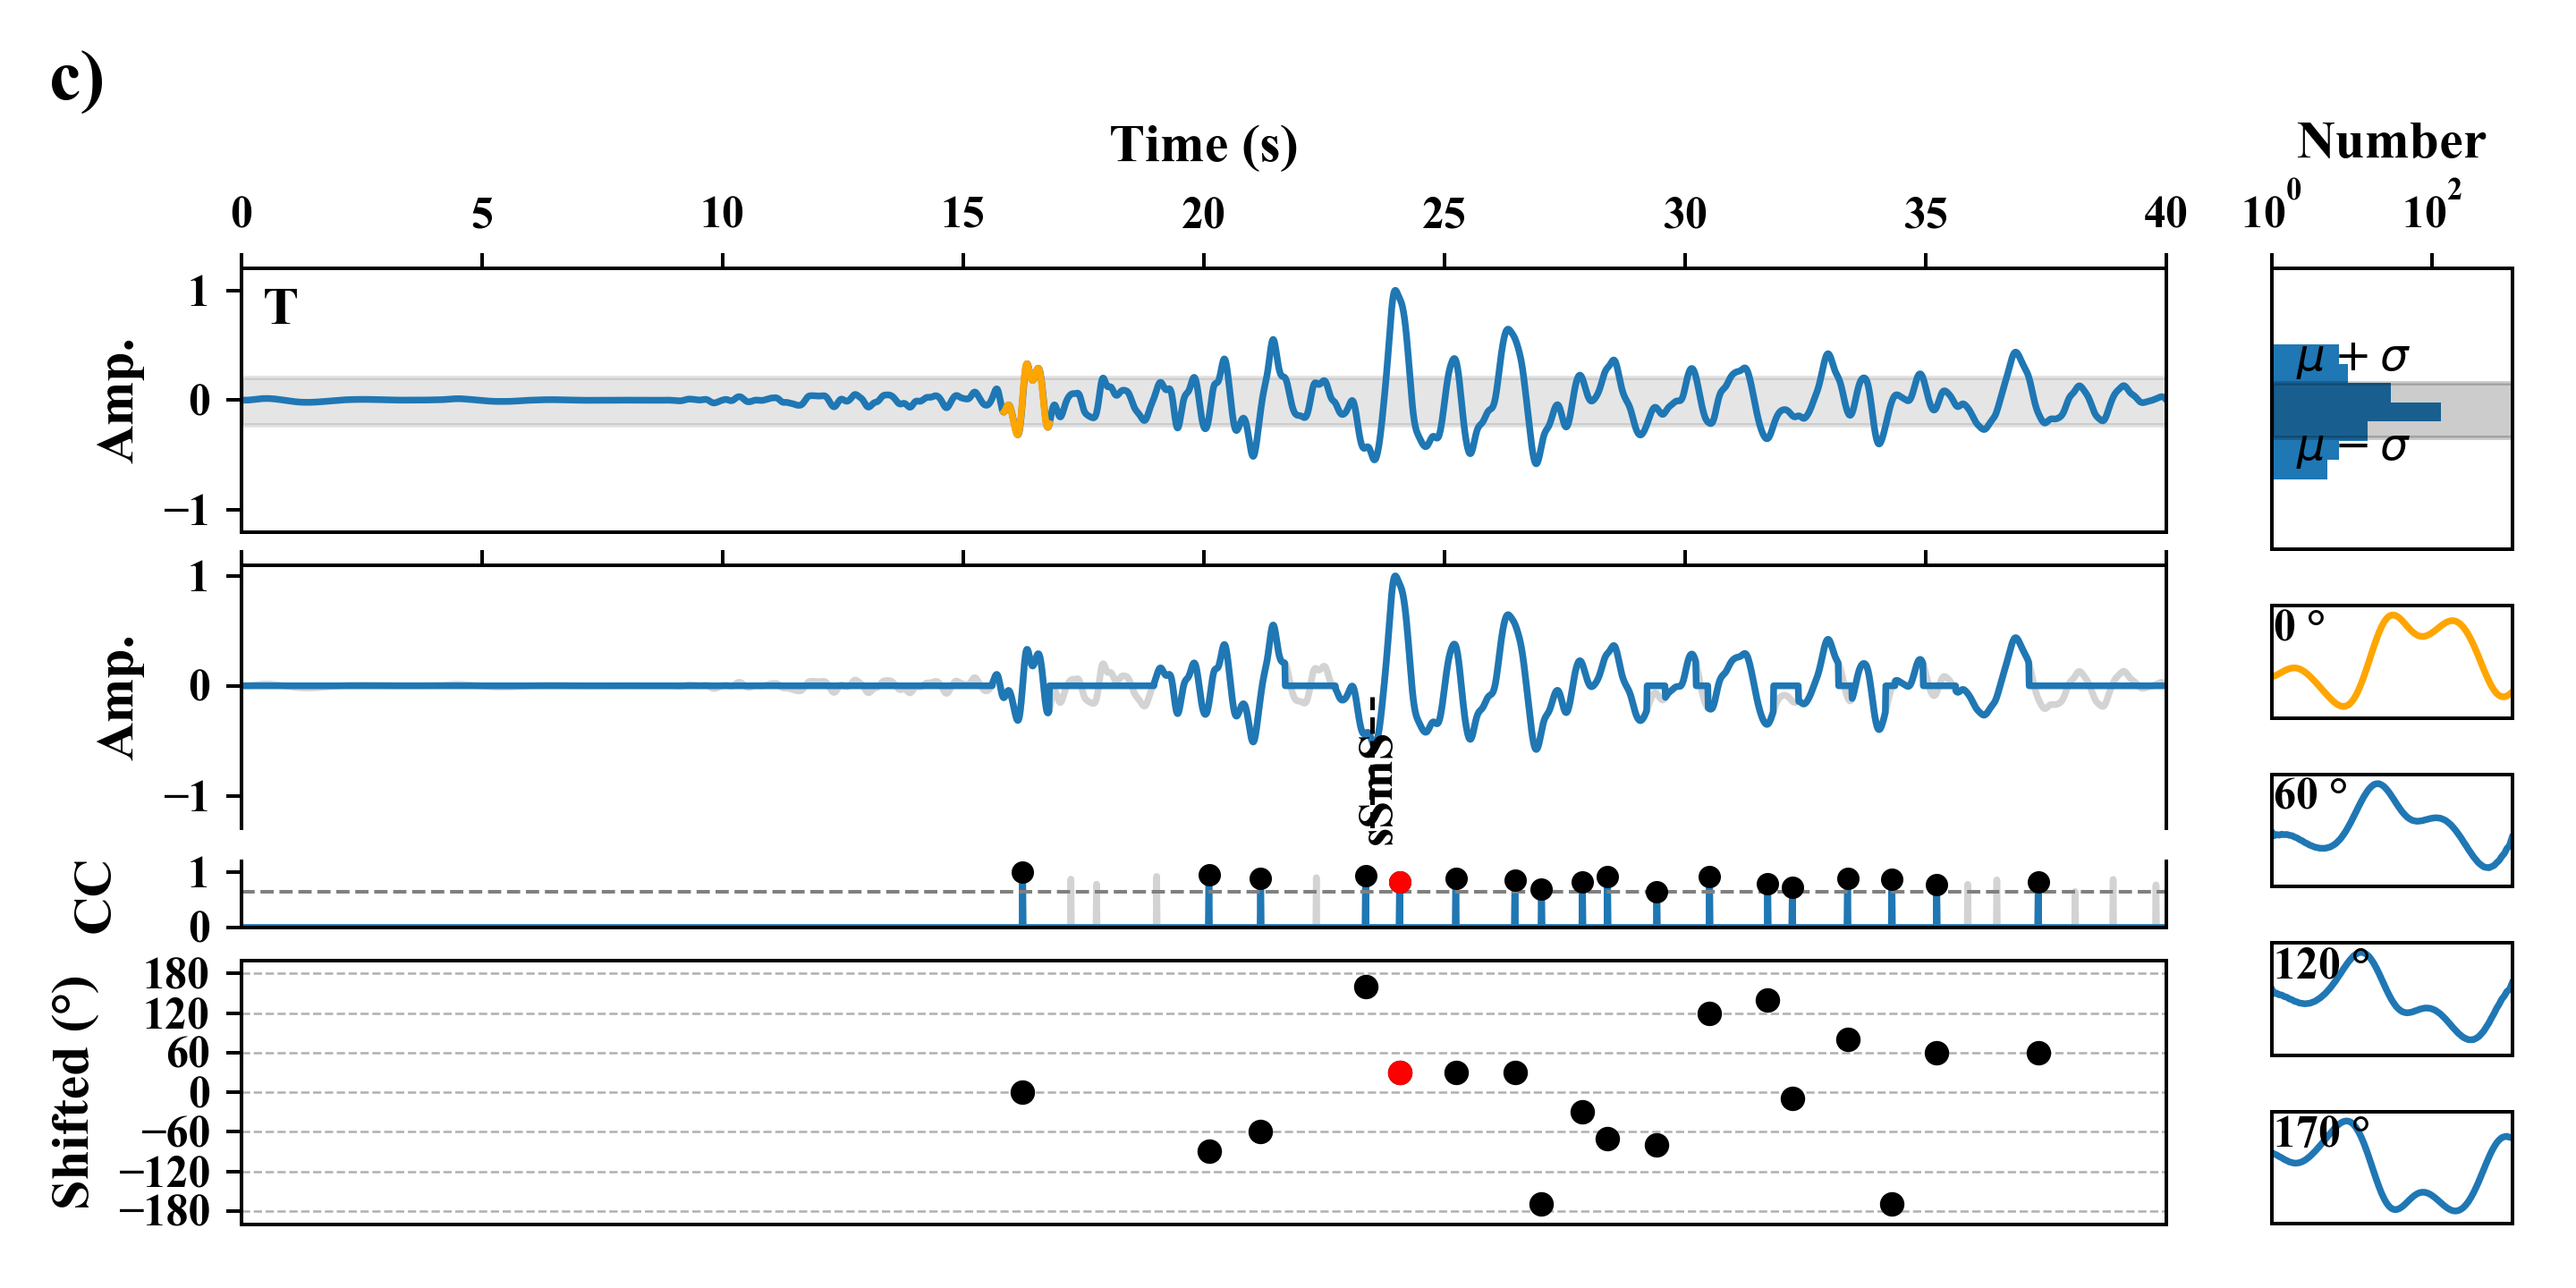 c)
Time (s)
Number
0 5 10 15 20 25 30 35 40
10^0 10^2
T
Amp.
1
0
−1
μ + σ
μ − σ
Amp.
1
0
−1
sSmS
0 °
60 °
CC
1
0
120 °
Shifted (°)
180
120
60
0
−60
−120
−180
170 °